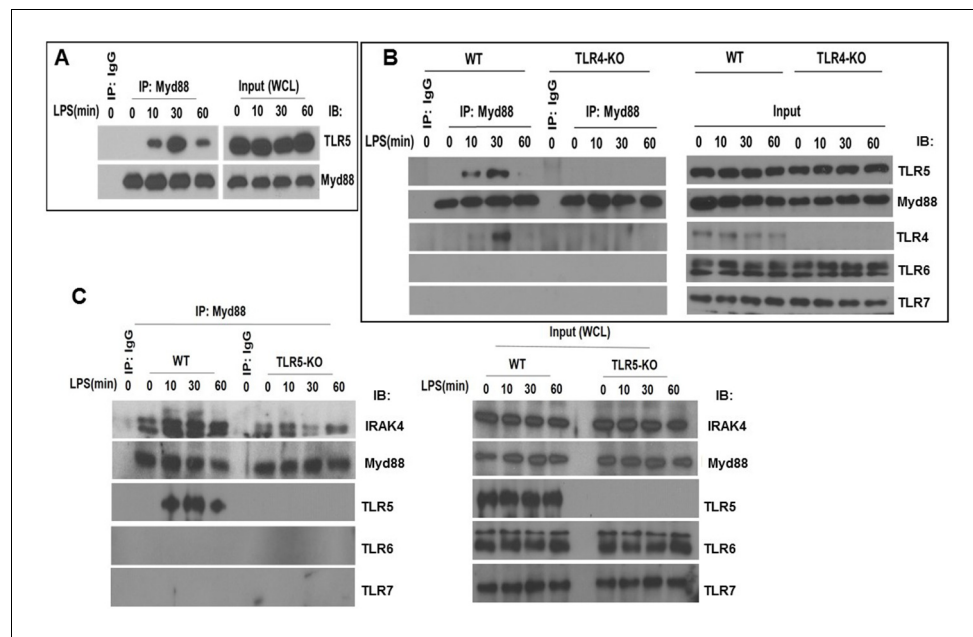 A
IP: IgG
IP: Myd88 Input (WCL)
LPS(min) 0 0 10 30 60 0 10 30 60 IB:
TLR5
Myd88
B
WT TLR4-KO WT TLR4-KO
IP: IgG IP: IgG
IP: Myd88 IP: Myd88 Input
LPS(min) 0 0 10 30 60 0 0 10 30 60 0 10 30 60 0 10 30 60 IB:
TLR5
Myd88
TLR4
TLR6
TLR7
C
IP: Myd88
IP: IgG IP: IgG
WT TLR5-KO
LPS(min) 0 0 10 30 60 0 0 10 30 60
IB:
IRAK4
Myd88
TLR5
TLR6
TLR7
Input (WCL)
WT TLR5-KO
LPS(min) 0 10 30 60 0 10 30 60
IB:
IRAK4
Myd88
TLR5
TLR6
TLR7